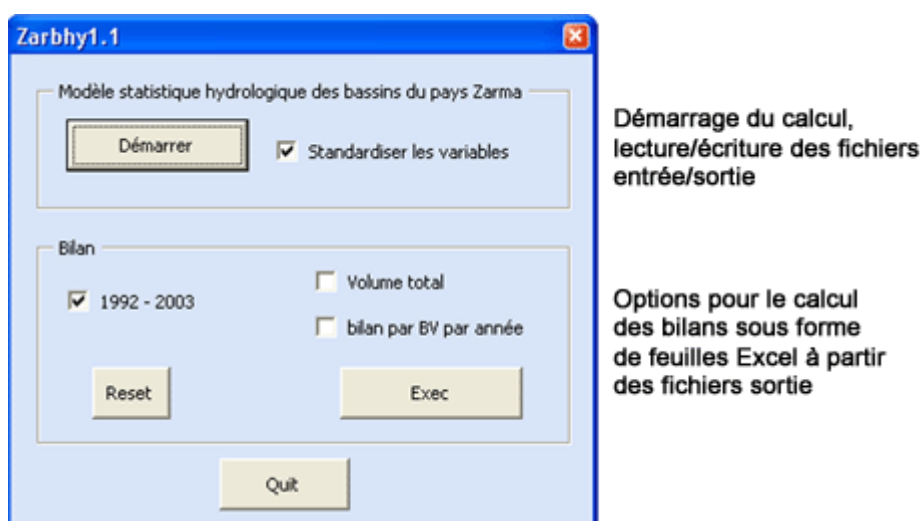 Zarbhy1.1
Modèle statistique hydrologique des bassins du pays Zarma
Démarrer
Standardiser les variables
Démarrage du calcul,
lecture/écriture des fichiers
entrée/sortie
Bilan
1992 - 2003
Volume total
bilan par BV par année
Reset
Exec
Options pour le calcul
des bilans sous forme
de feuilles Excel à partir
des fichiers sortie
Quit